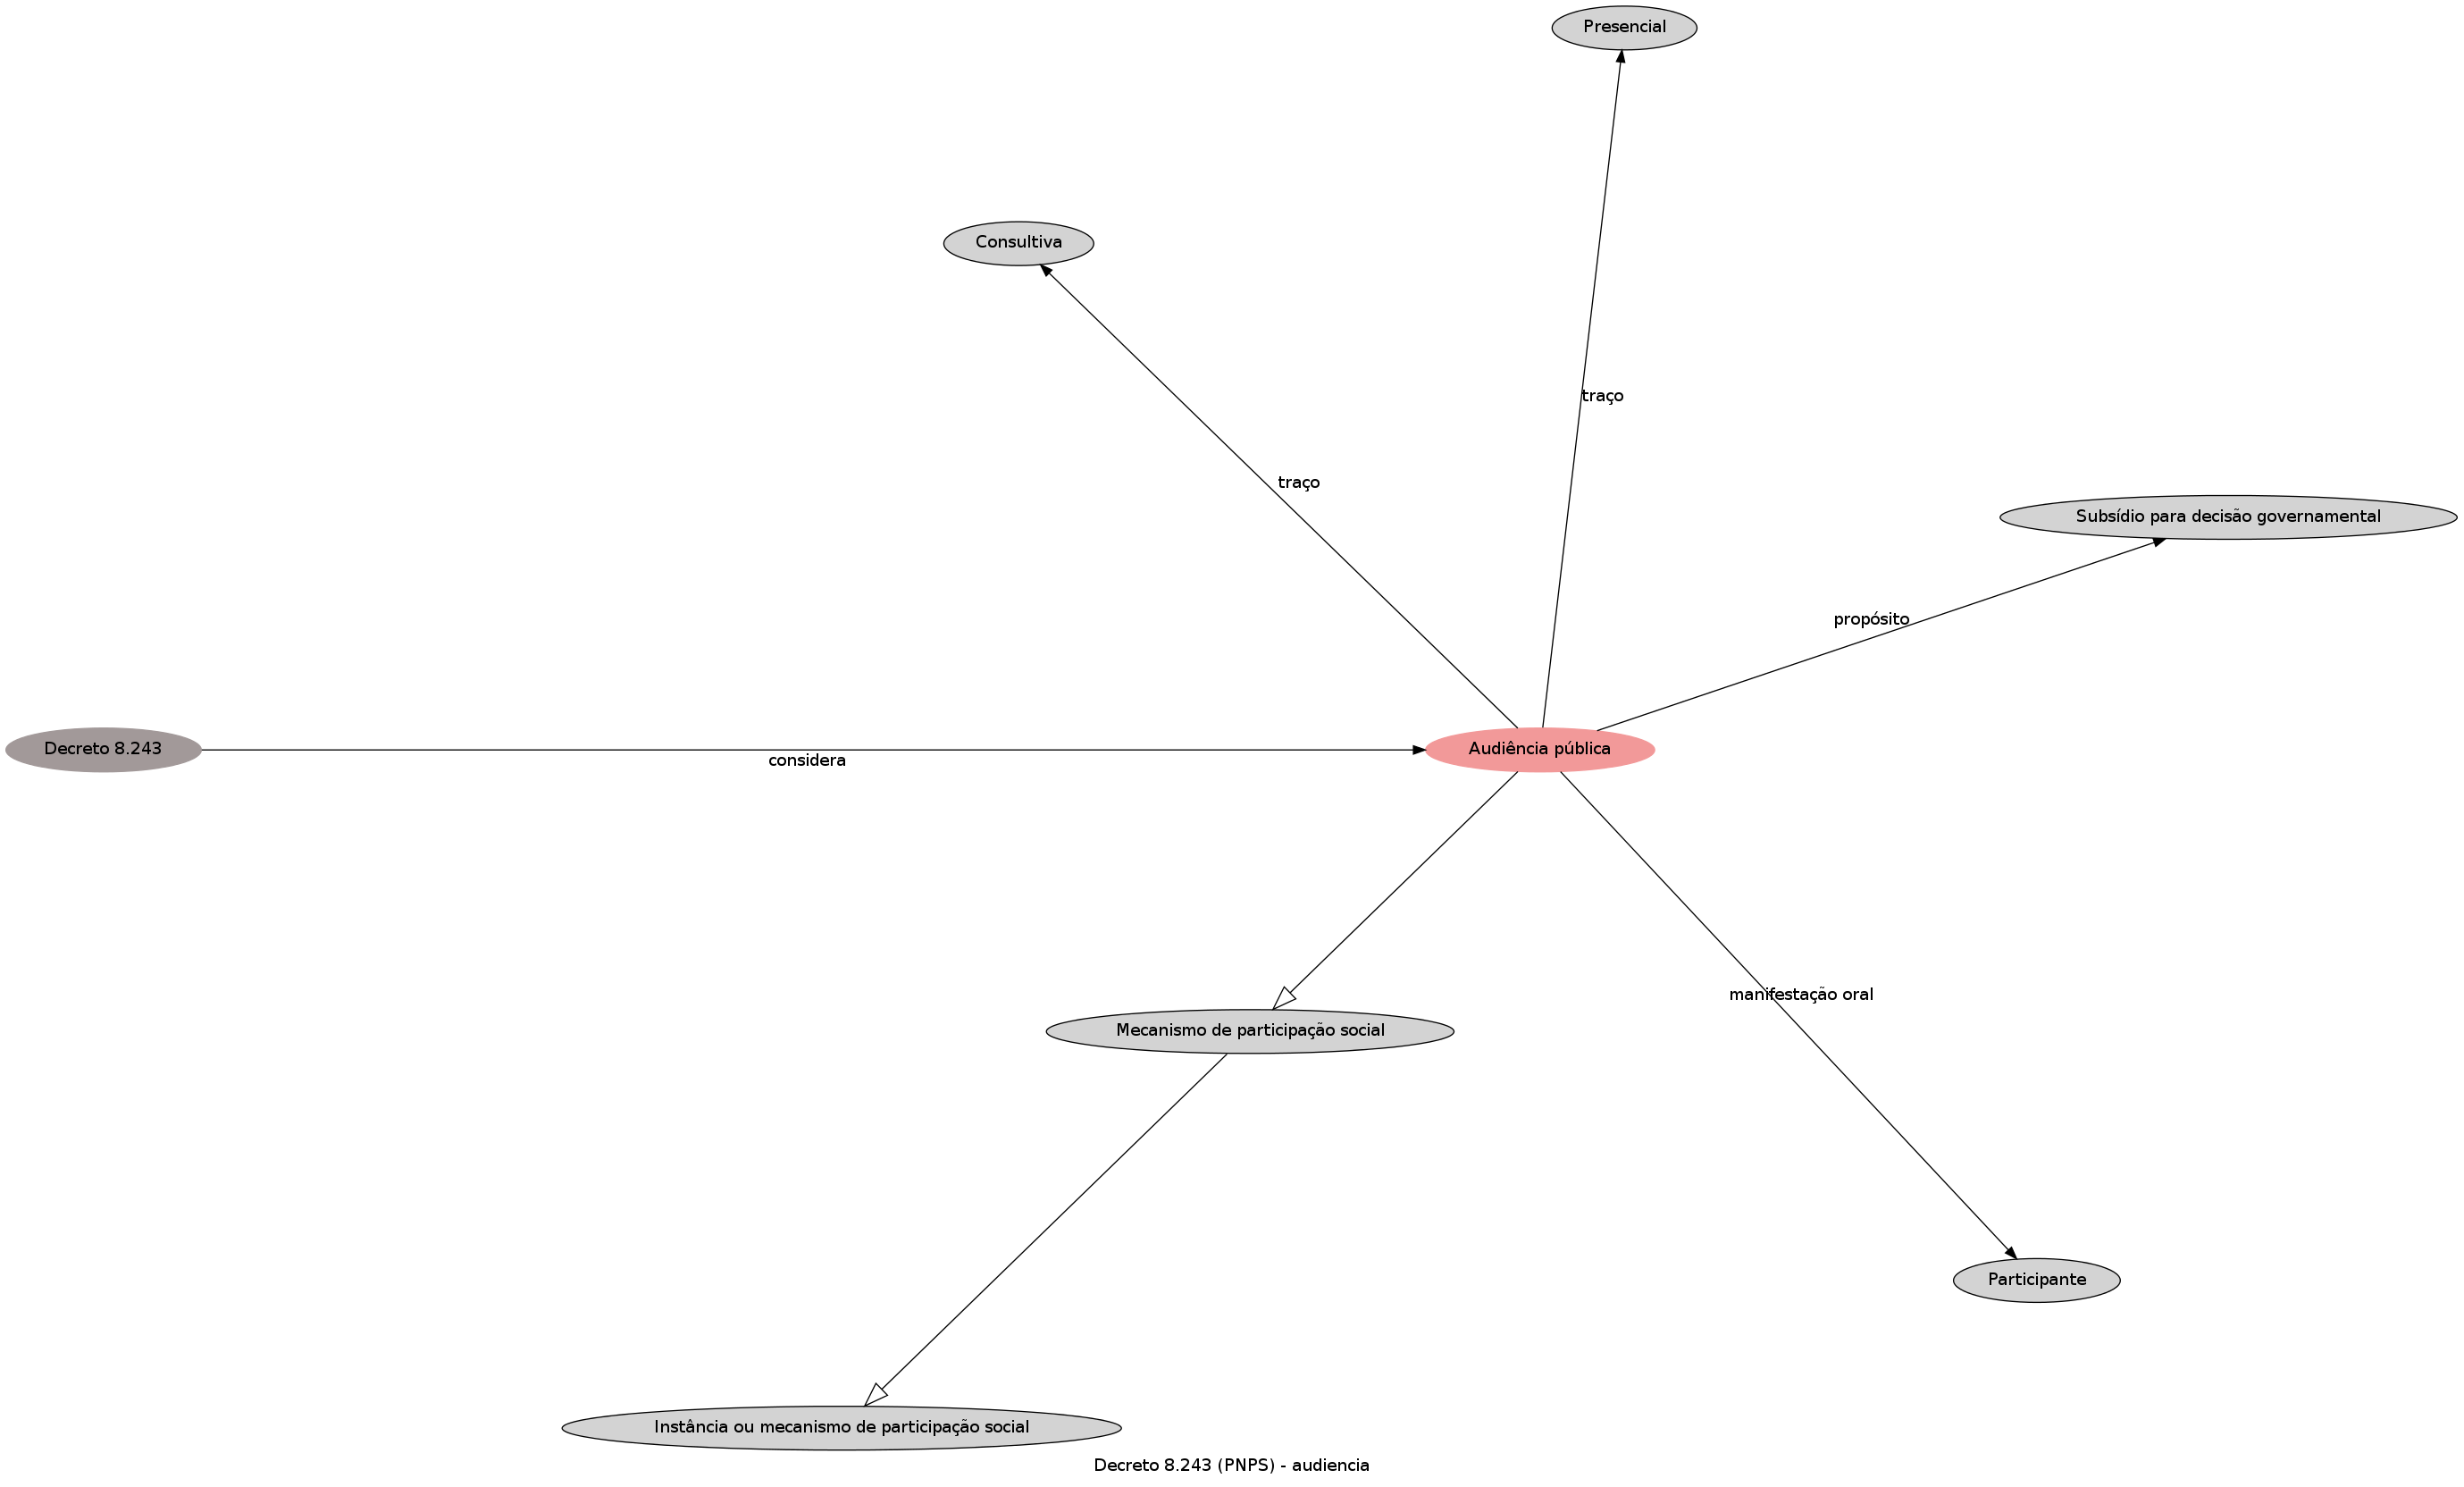 Presencial
Consultiva
traço
traço
Subsídio para decisão governamental
propósito
Decreto 8.243
considera
Audiência pública
manifestação oral
Mecanismo de participação social
Participante
Instância ou mecanismo de participação social
Decreto 8.243 (PNPS) - audiencia